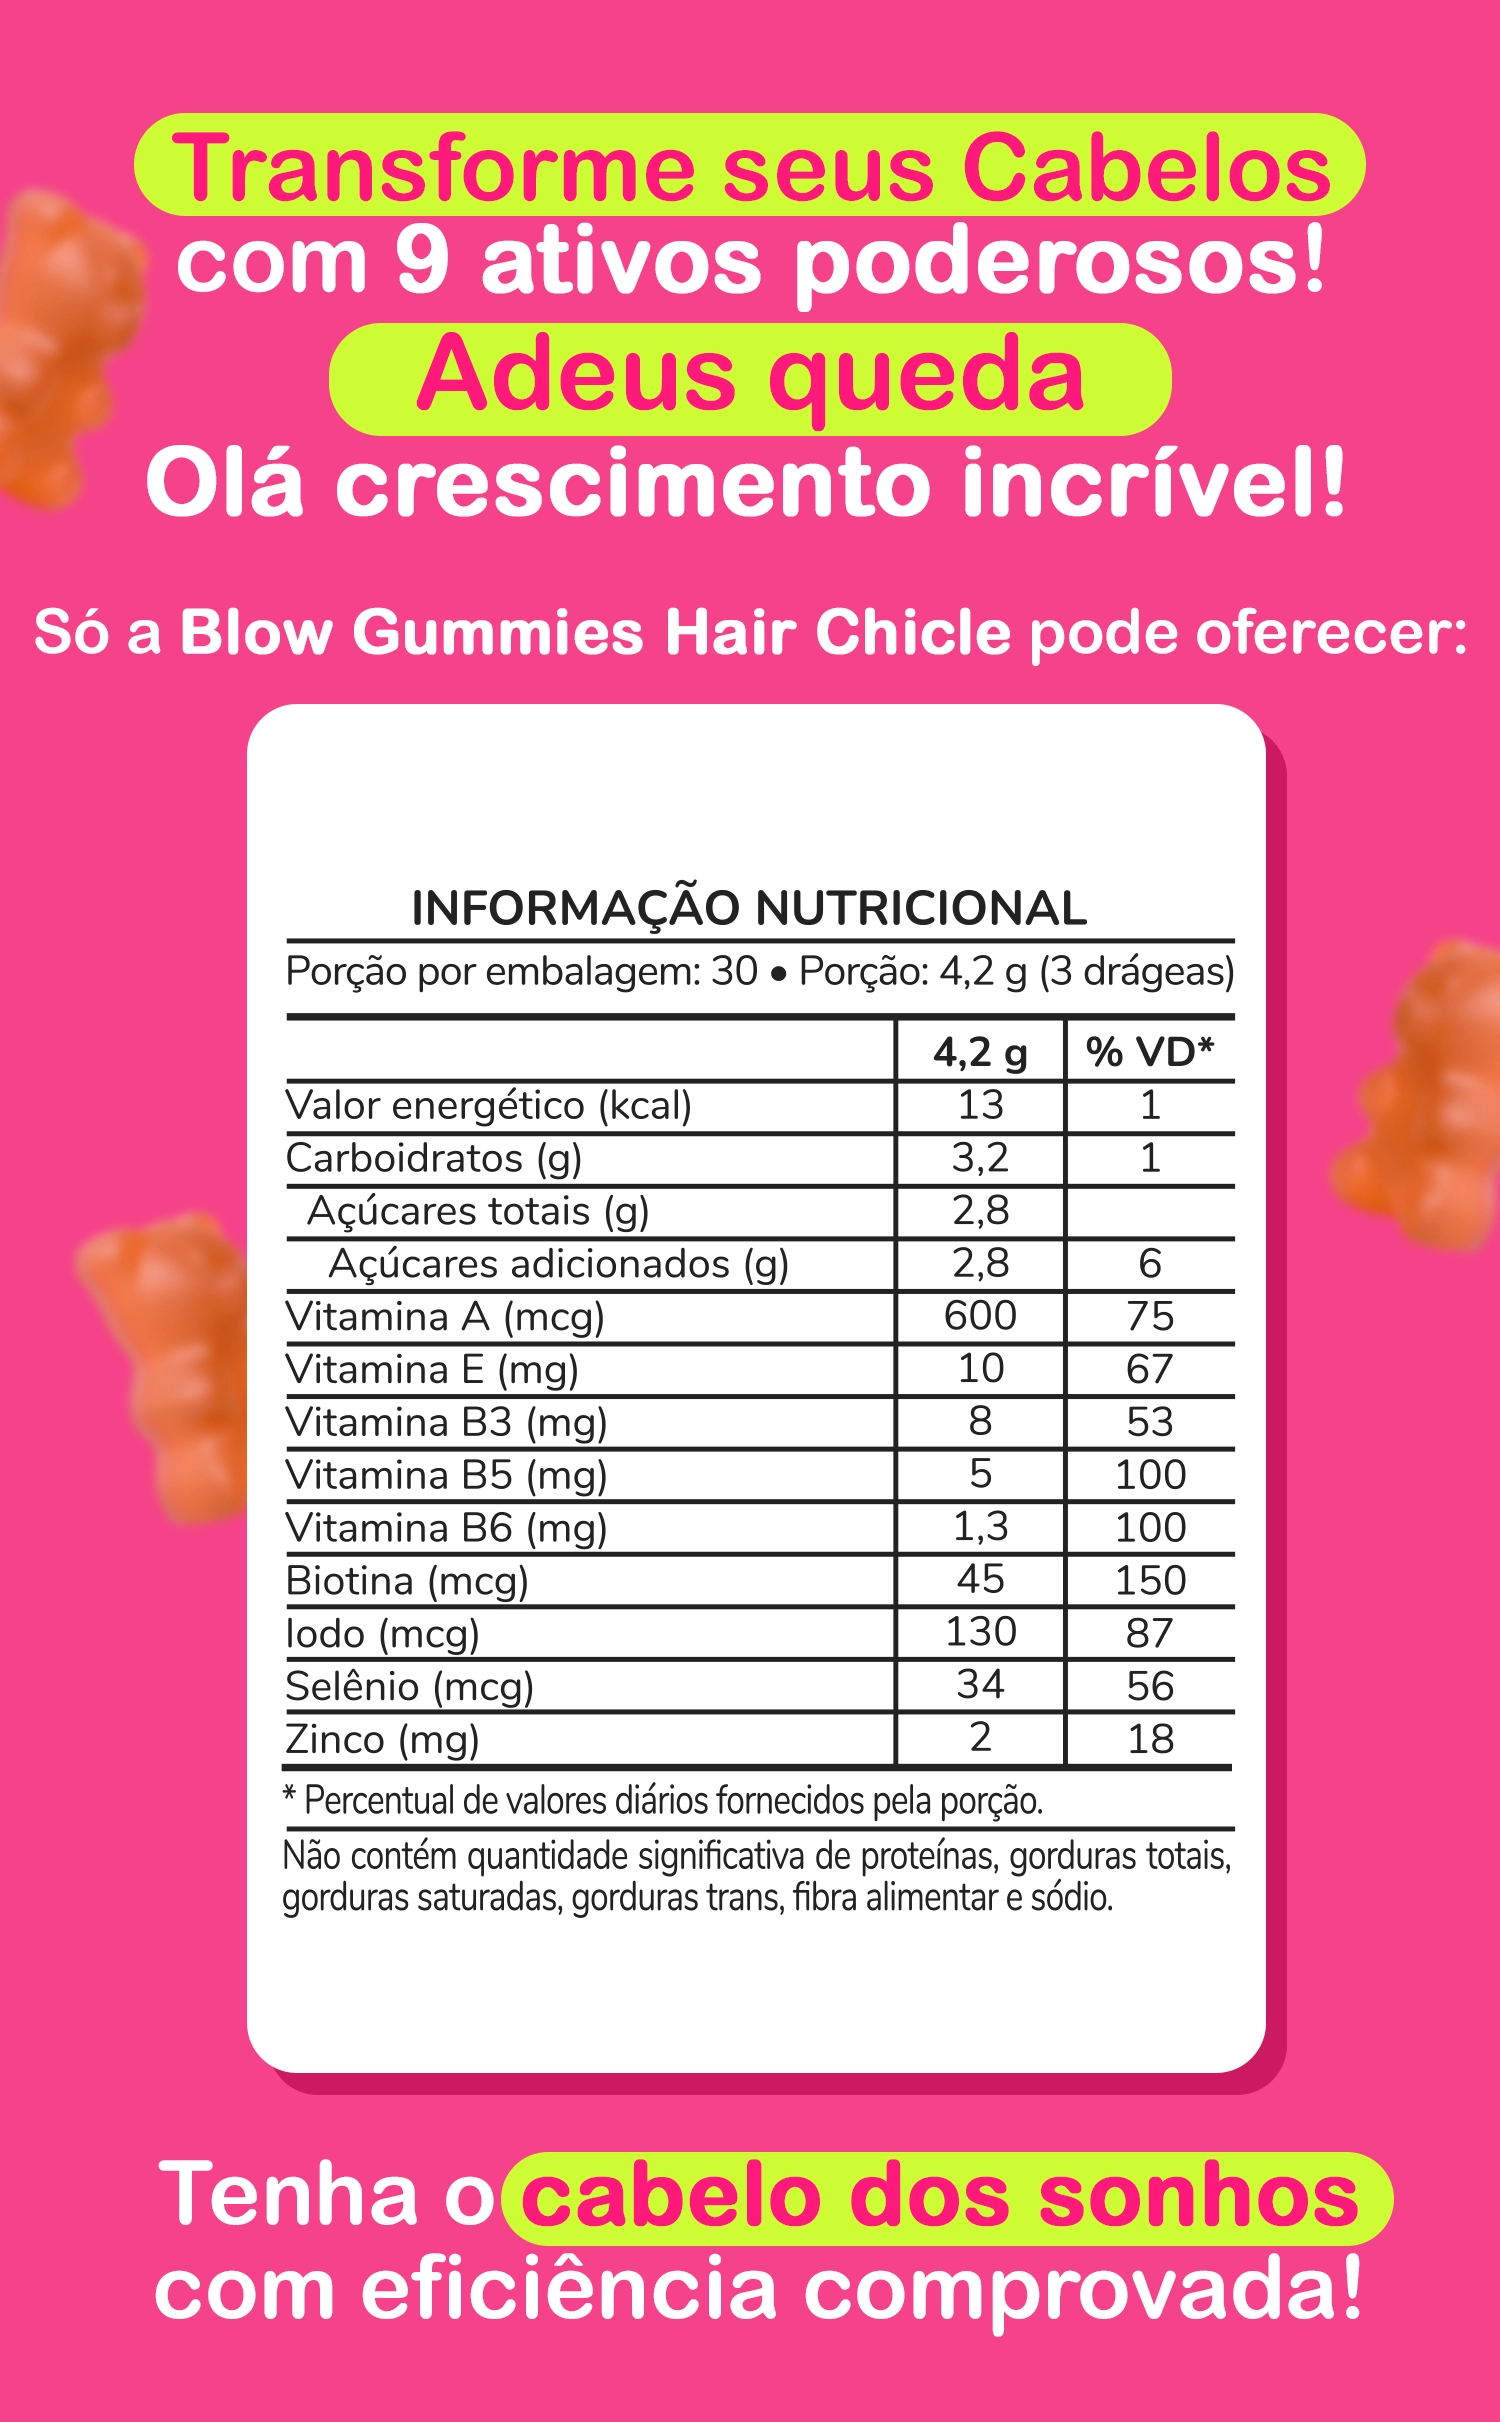 Transforme seus Cabelos
com 9 ativos poderosos!
Adeus queda
Olá crescimento incrível!
Só a Blow Gummies Hair Chicle pode oferecer:
INFORMAÇÃO NUTRICIONAL
Porção por embalagem: 30 • Porção: 4,2 g (3 drágeas)
4,2 g % VD*
Valor energético (kcal) 13 1
Carboidratos (g) 3,2 1
Açúcares totais (g) 2,8
Açúcares adicionados (g) 2,8 6
Vitamina A (mcg) 600 75
Vitamina E (mg) 10 67
Vitamina B3 (mg) 8 53
Vitamina B5 (mg) 5 100
Vitamina B6 (mg) 1,3 100
Biotina (mcg) 45 150
Iodo (mcg) 130 87
Selênio (mcg) 34 56
Zinco (mg) 2 18
* Percentual de valores diários fornecidos pela porção.
Não contém quantidade significativa de proteínas, gorduras totais,
gorduras saturadas, gorduras trans, fibra alimentar e sódio.
Tenha o cabelo dos sonhos
com eficiência comprovada!